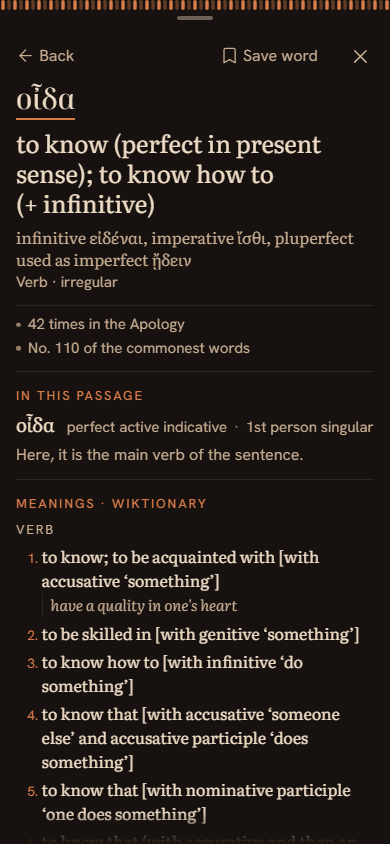 ← Back Save word
οἶδα
to know (perfect in present
sense); to know how to
(+ infinitive)
infinitive εἰδέναι, imperative ἴσθι, pluperfect
used as imperfect ᾔδειν
Verb · irregular
• 42 times in the Apology
• No. 110 of the commonest words
IN THIS PASSAGE
οἶδα perfect active indicative · 1st person singular
Here, it is the main verb of the sentence.
MEANINGS · WIKTIONARY
VERB
1. to know; to be acquainted with [with
accusative ‘something’]
have a quality in one's heart
2. to be skilled in [with genitive ‘something’]
3. to know how to [with infinitive ‘do
something’]
4. to know that [with accusative ‘someone
else’ and accusative participle ‘does
something’]
5. to know that [with nominative participle
‘one does something’]